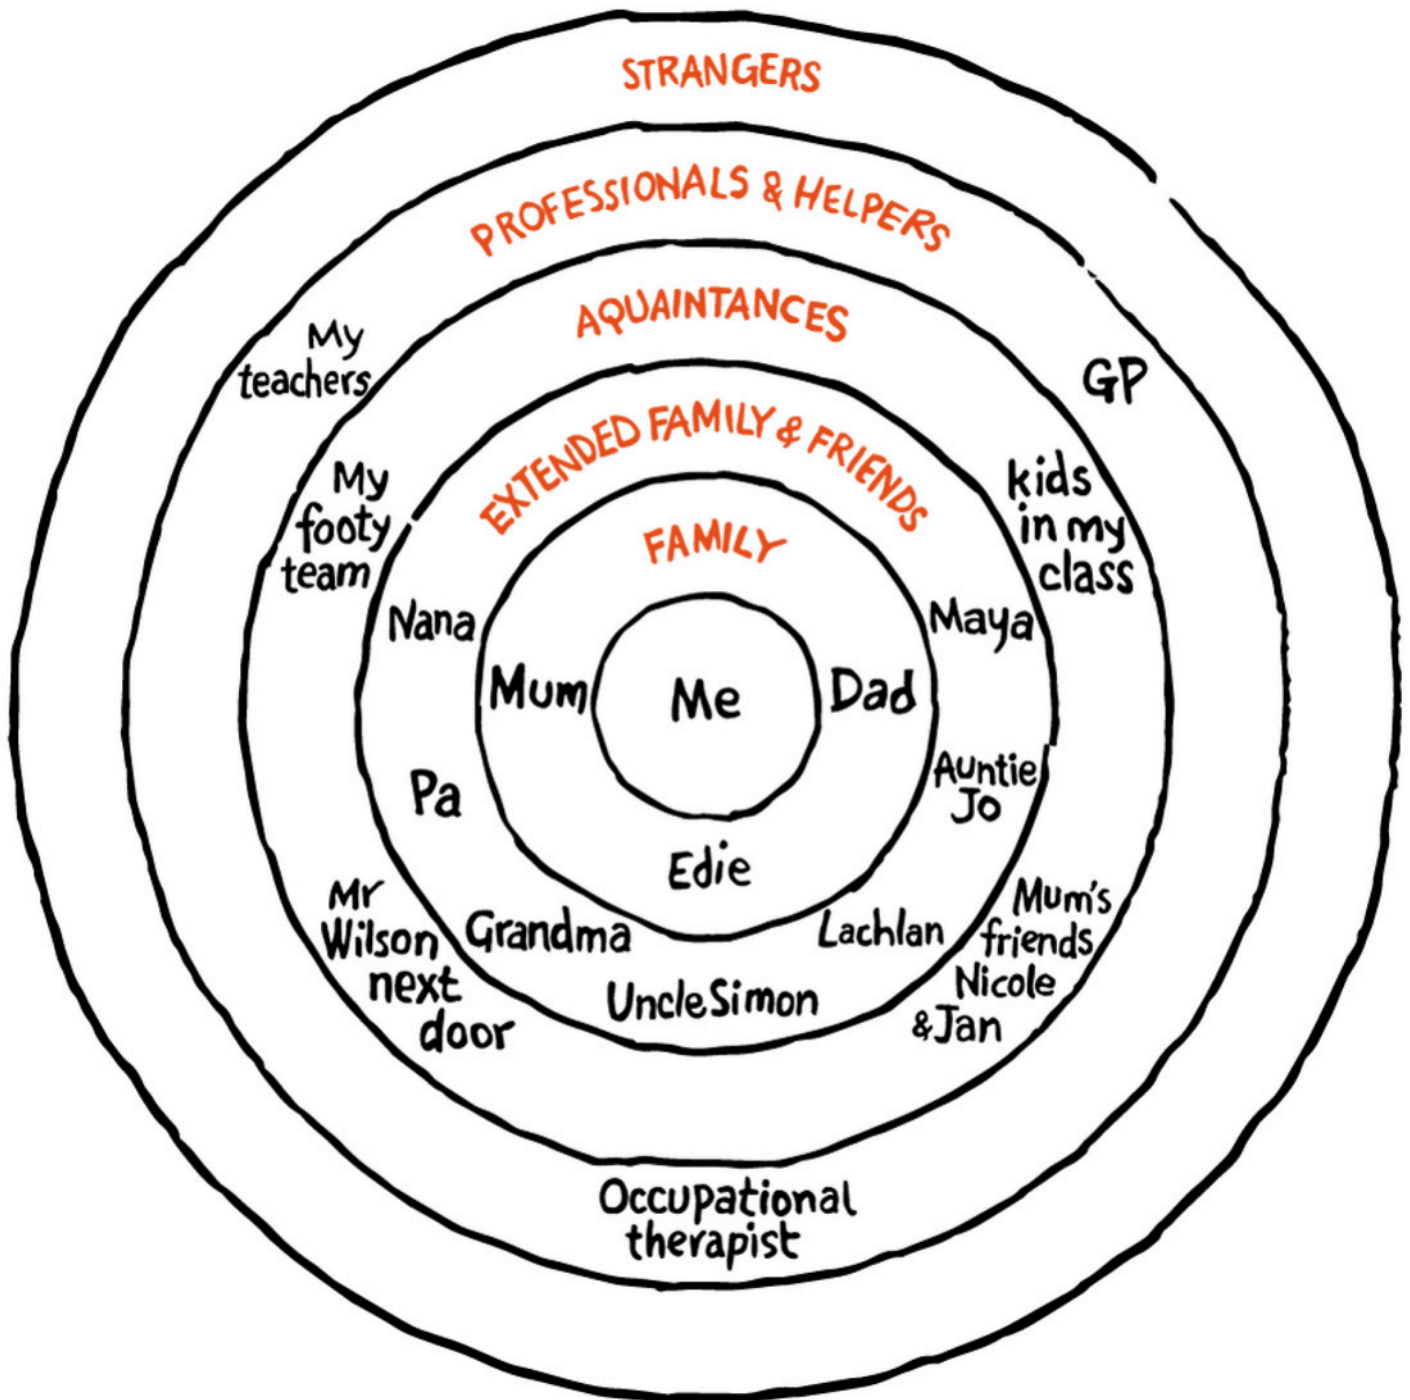 STRANGERS
PROFESSIONALS & HELPERS
AQUAINTANCES
EXTENDED FAMILY & FRIENDS
FAMILY
Me
Mum
Dad
Edie
Nana
Maya
Pa
Auntie
Jo
Grandma
Lachlan
Uncle Simon
My
footy
team
kids
in my
class
Mr
Wilson
next
door
Mum's
friends
Nicole
& Jan
My
teachers
GP
Occupational
therapist